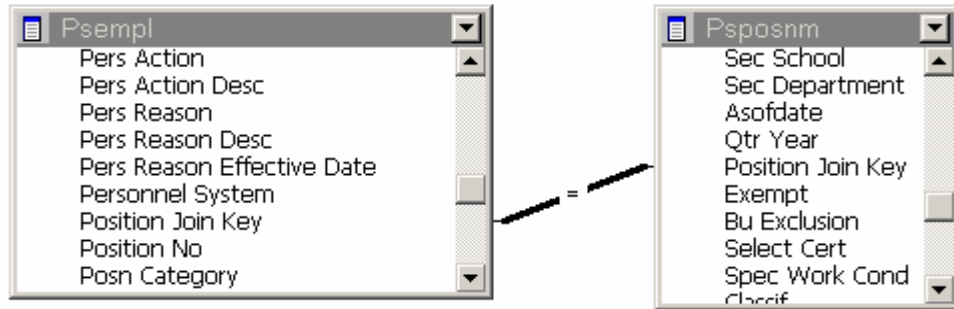 Psempl
Pers Action
Pers Action Desc
Pers Reason
Pers Reason Desc
Pers Reason Effective Date
Personnel System
Position Join Key
Position No
Posn Category
=
Psposnm
Sec School
Sec Department
Asofdate
Qtr Year
Position Join Key
Exempt
Bu Exclusion
Select Cert
Spec Work Cond
Classif